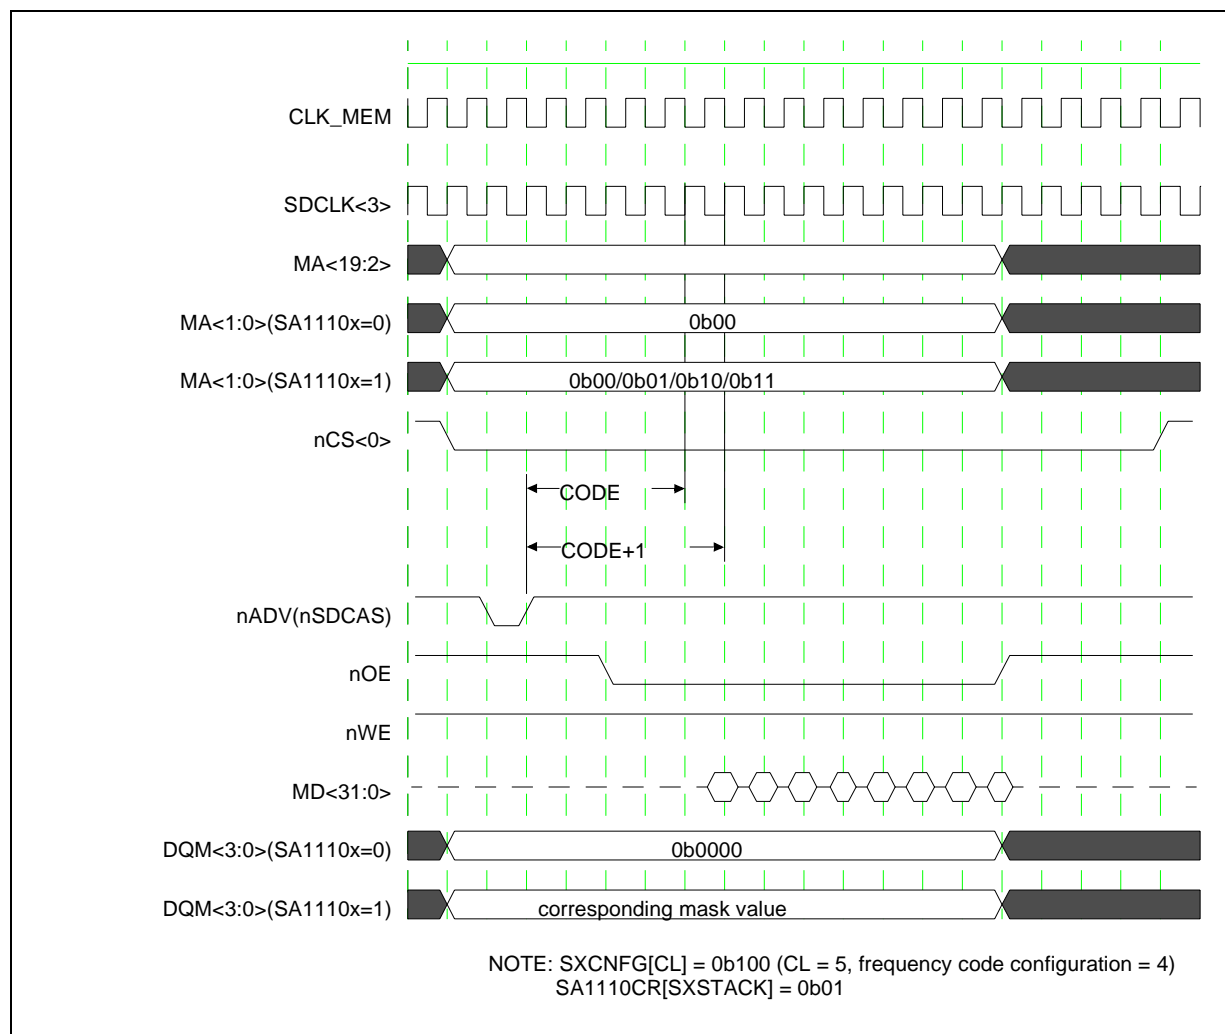 CLK_MEM
SDCLK<3>
MA<19:2>
MA<1:0>(SA1110x=0)
0b00
MA<1:0>(SA1110x=1)
0b00/0b01/0b10/0b11
nCS<0>
CODE
CODE+1
nADV(nSDCAS)
nOE
nWE
MD<31:0>
DQM<3:0>(SA1110x=0)
0b0000
DQM<3:0>(SA1110x=1)
corresponding mask value
NOTE: SXCNFG[CL] = 0b100 (CL = 5, frequency code configuration = 4)
SA1110CR[SXSTACK] = 0b01